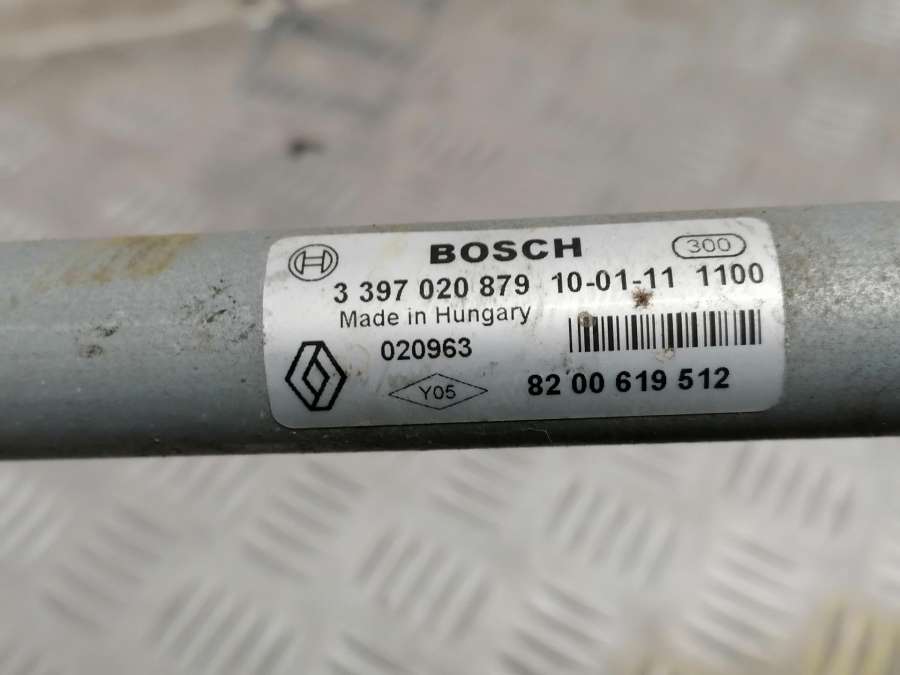 BOSCH 300
3 397 020 879 10-01-11 1100
Made in Hungary
020963
Y05 82 00 619 512